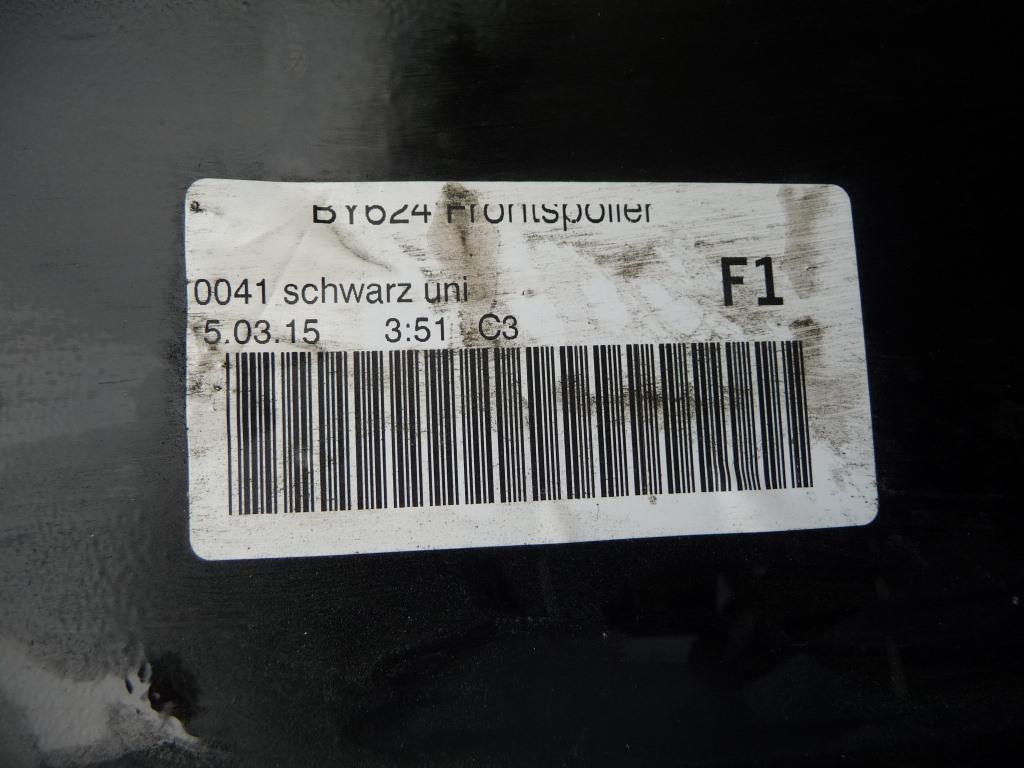 BY624 Frontspoiler
F1
0041 schwarz uni
5.03.15 3:51 C3